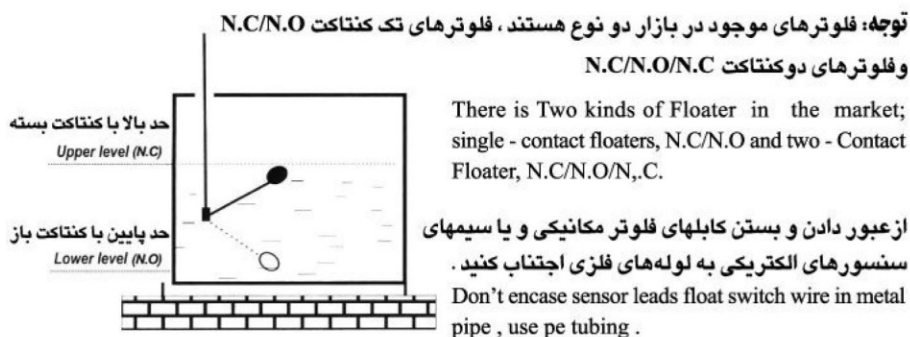 توجه: فلوترهای موجود در بازار دو نوع هستند ، فلوترهای تک کنتاکت N.C/N.O
وفلوترهای دوکنتاکت N.C/N.O/N.C
There is Two kinds of Floater in the market;
single - contact floaters, N.C/N.O and two - Contact
Floater, N.C/N.O/N,.C.
حد بالا با کنتاکت بسته
Upper level (N.C)
حد پایین با کنتاکت باز
Lower level (N.O)
ازعبور دادن و بستن کابلهای فلوتر مکانیکی و یا سیمهای
سنسورهای الکتریکی به لوله‌های فلزی اجتناب کنید .
Don’t encase sensor leads float switch wire in metal
pipe , use pe tubing .